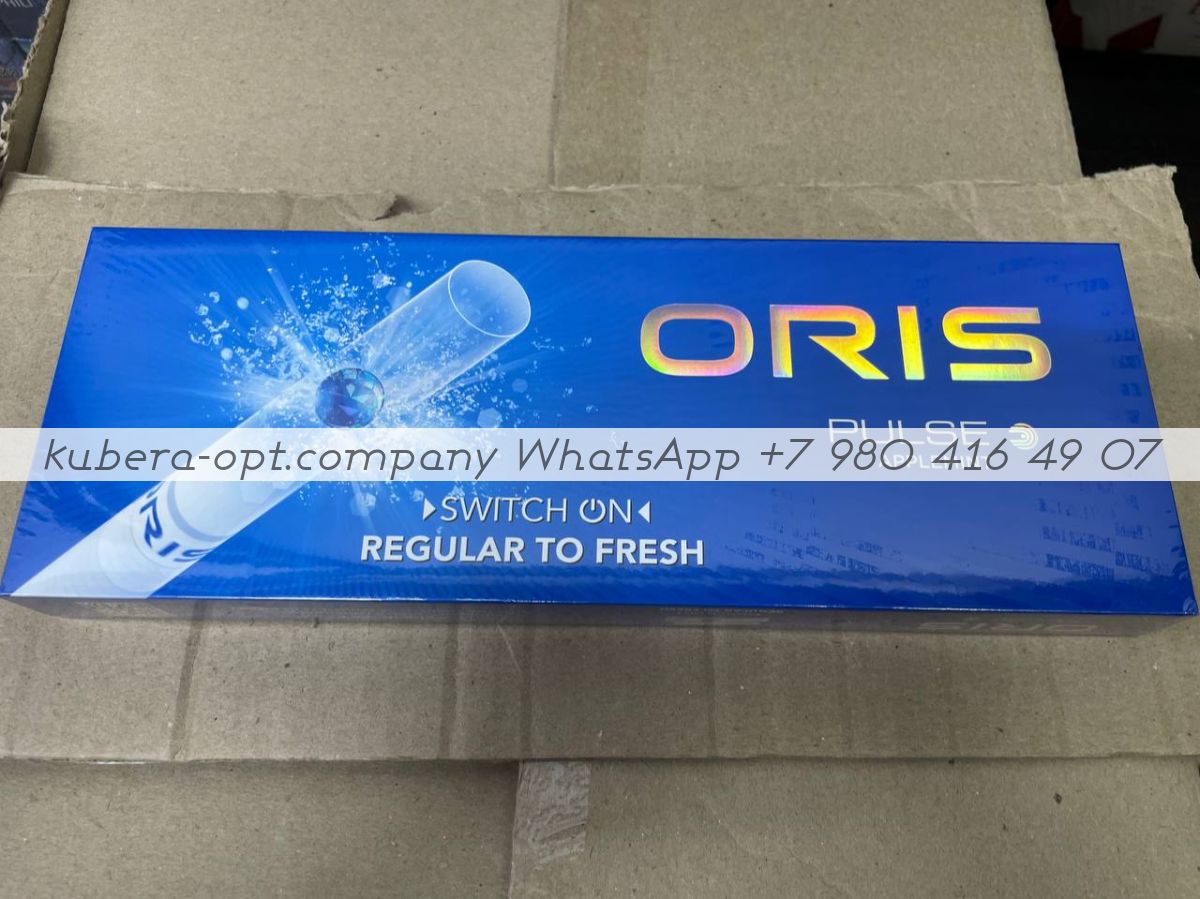 ORIS
PULSE
kubera-opt.company WhatsApp +7 980 416 49 07
SWITCH ON
REGULAR TO FRESH
ORIS